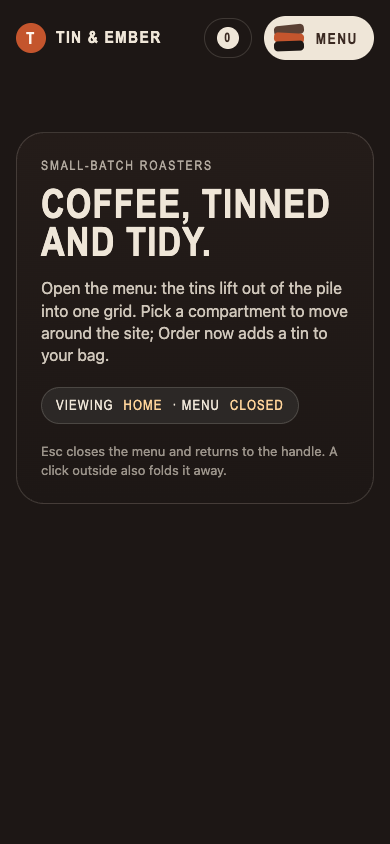 T TIN & EMBER 0 MENU
SMALL-BATCH ROASTERS
COFFEE, TINNED
AND TIDY.
Open the menu: the tins lift out of the pile
into one grid. Pick a compartment to move
around the site; Order now adds a tin to
your bag.
VIEWING HOME · MENU CLOSED
Esc closes the menu and returns to the handle. A
click outside also folds it away.